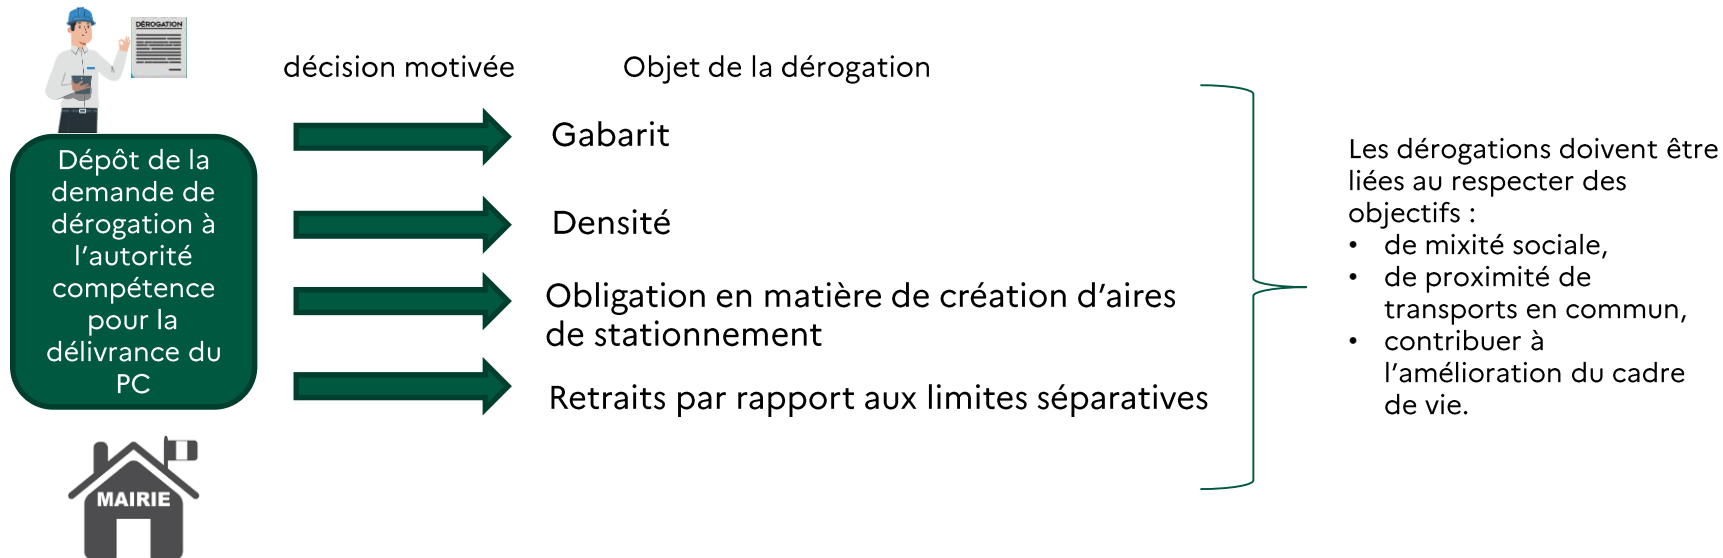 DÉROGATION
décision motivée
Objet de la dérogation
Dépôt de la
demande de
dérogation à
l’autorité
compétence
pour la
délivrance du
PC
Gabarit
Densité
Obligation en matière de création d’aires
de stationnement
Retraits par rapport aux limites séparatives
Les dérogations doivent être
liées au respecter des
objectifs :
• de mixité sociale,
• de proximité de
transports en commun,
• contribuer à
l’amélioration du cadre
de vie.
MAIRIE